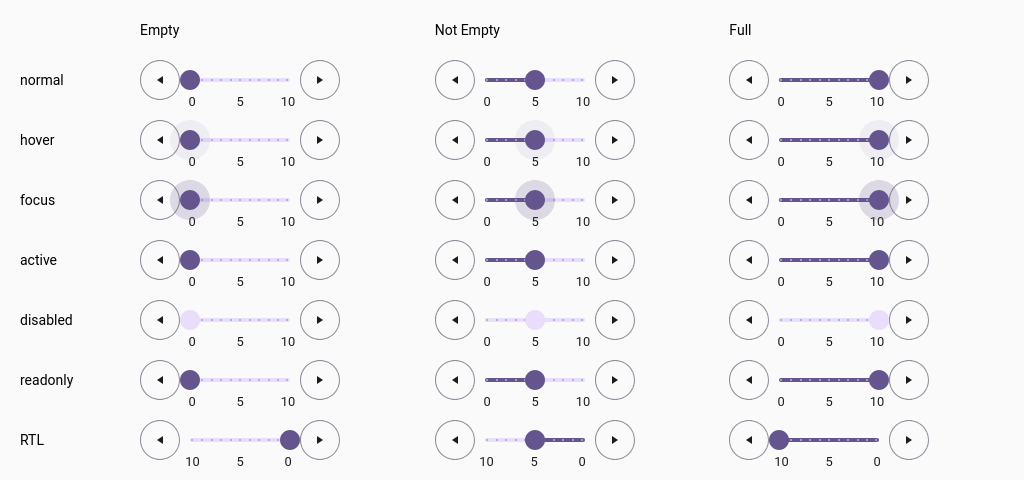 Empty Not Empty Full
normal
0 5 10 0 5 10 0 5 10
hover
0 5 10 0 5 10 0 5 10
focus
0 5 10 0 5 10 0 5 10
active
0 5 10 0 5 10 0 5 10
disabled
0 5 10 0 5 10 0 5 10
readonly
0 5 10 0 5 10 0 5 10
RTL
10 5 0 10 5 0 10 5 0